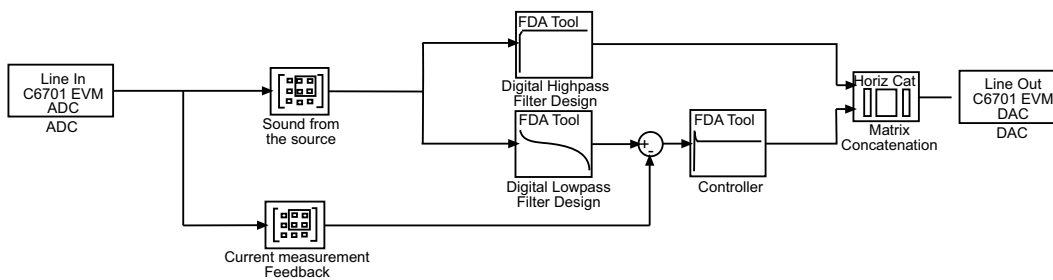 FDA Tool
Digital Highpass
Filter Design
Line In
C6701 EVM
ADC
ADC
Sound from
the source
FDA Tool
Digital Lowpass
Filter Design
+
-
FDA Tool
Controller
Horiz Cat
Matrix
Concatenation
Line Out
C6701 EVM
DAC
DAC
Current measurement
Feedback